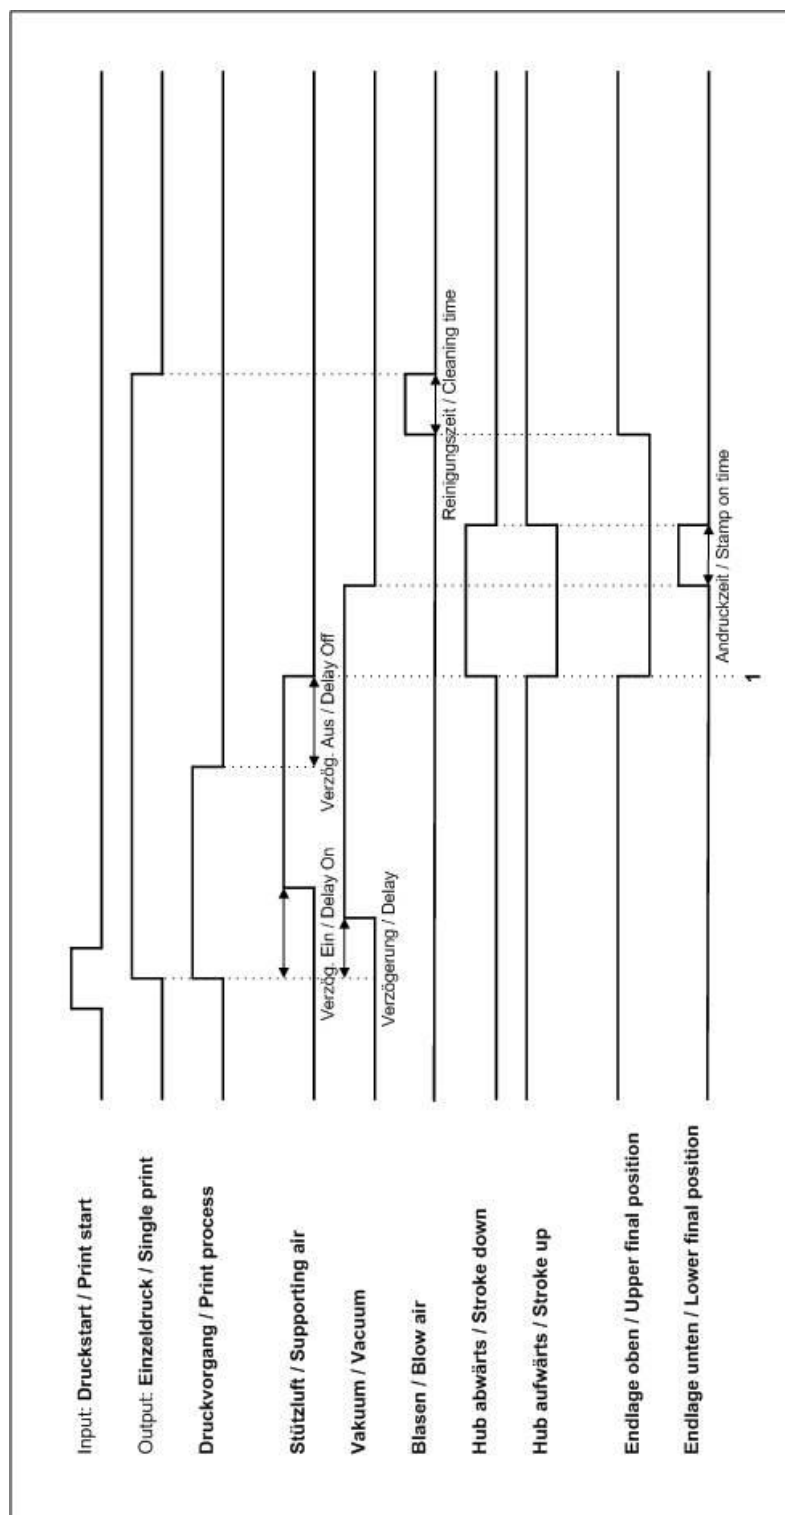 Input: Druckstart / Print start
Output: Einzeldruck / Single print
Druckvorgang / Print process
Stützluft / Supporting air
Verzög. Ein / Delay On
Verzög. Aus / Delay Off
Vakuum / Vacuum
Verzögerung / Delay
Blasen / Blow air
Reinigungszeit / Cleaning time
Hub abwärts / Stroke down
Hub aufwärts / Stroke up
Endlage oben / Upper final position
Endlage unten / Lower final position
Andruckzeit / Stamp on time
1